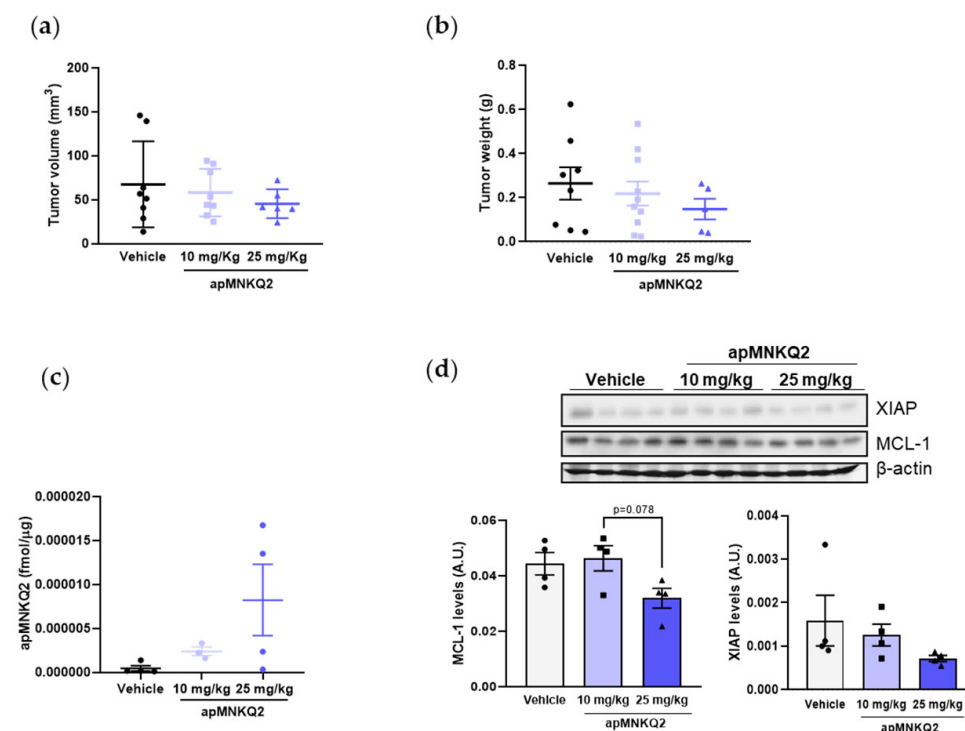 (a)
Tumor volume (mm³)
200
150
100
50
0
Vehicle
10 mg/Kg
25 mg/Kg
apMNKQ2
(b)
Tumor weight (g)
0.8
0.6
0.4
0.2
0.0
Vehicle
10 mg/Kg
25 mg/Kg
apMNKQ2
(c)
apMNKQ2 (fmol/µg)
0.000020
0.000015
0.000010
0.000005
0.000000
Vehicle
10 mg/kg
25 mg/kg
apMNKQ2
(d)
apMNKQ2
Vehicle
10 mg/kg
25 mg/kg
XIAP
MCL-1
β-actin
MCL-1 levels (A.U.)
0.06
0.04
0.02
0.00
p=0.078
Vehicle
10 mg/kg
25 mg/kg
apMNKQ2
XIAP levels (A.U.)
0.004
0.003
0.002
0.001
0.000
Vehicle
10 mg/kg
25 mg/kg
apMNKQ2